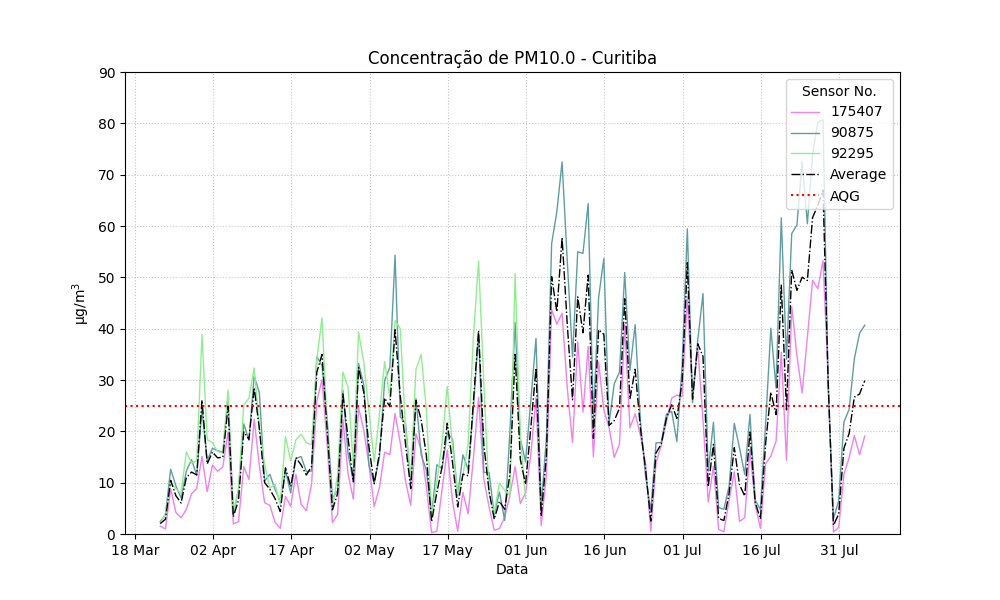 Concentração de PM10.0 - Curitiba
90
80
70
60
50
40
30
20
10
0
µg/m³
Sensor No.
175407
90875
92295
Average
AQG
18 Mar 02 Apr 17 Apr 02 May 17 May 01 Jun 16 Jun 01 Jul 16 Jul 31 Jul
Data